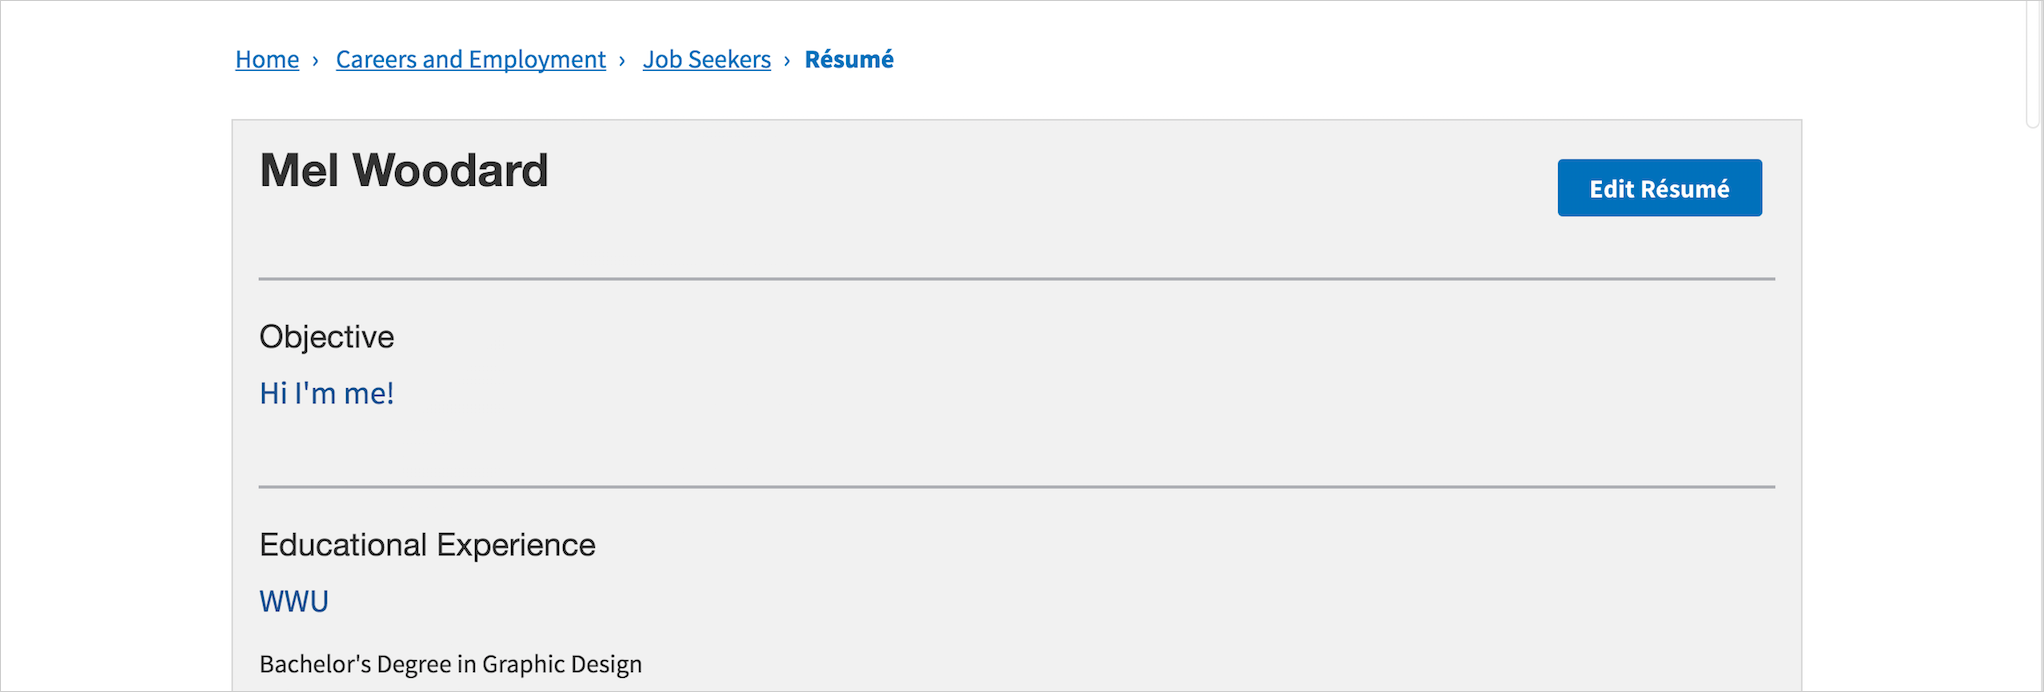 Home › Careers and Employment › Job Seekers › Résumé
Mel Woodard
Edit Résumé
Objective
Hi I'm me!
Educational Experience
WWU
Bachelor's Degree in Graphic Design